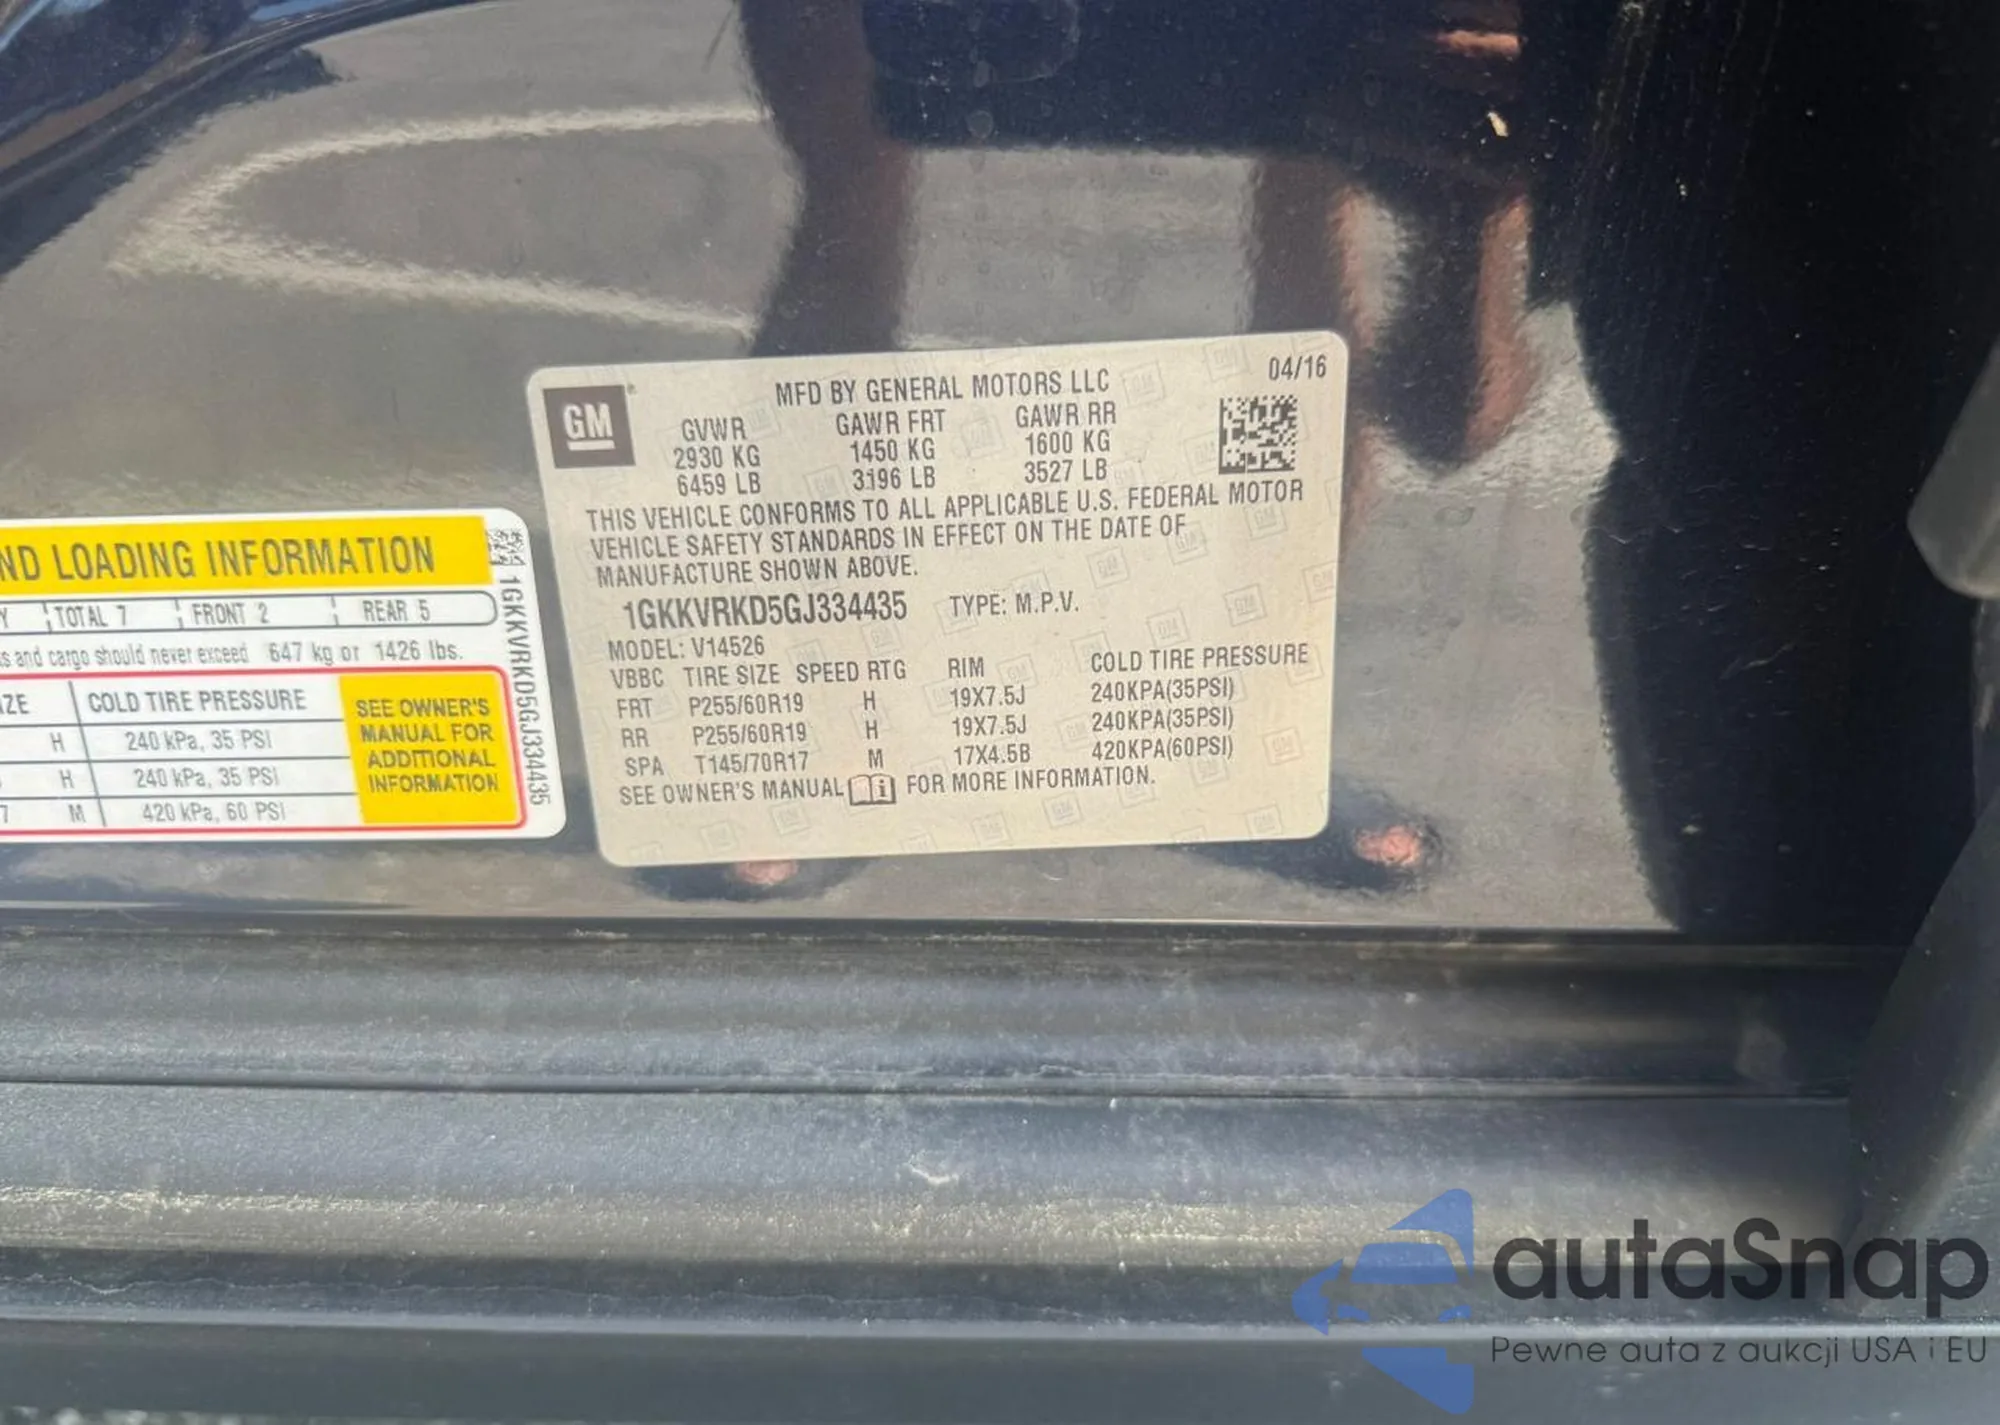 GM
®
MFD BY GENERAL MOTORS LLC
04/16
GVWR GAWR FRT GAWR RR
2930 KG 1450 KG 1600 KG
6459 LB 3196 LB 3527 LB
THIS VEHICLE CONFORMS TO ALL APPLICABLE U.S. FEDERAL MOTOR
VEHICLE SAFETY STANDARDS IN EFFECT ON THE DATE OF
MANUFACTURE SHOWN ABOVE.
1GKKVRKD5GJ334435 TYPE: M.P.V.
MODEL: V14526
VBBC TIRE SIZE SPEED RTG RIM COLD TIRE PRESSURE
FRT P255/60R19 H 19X7.5J 240KPA(35PSI)
RR P255/60R19 H 19X7.5J 240KPA(35PSI)
SPA T145/70R17 M 17X4.5B 420KPA(60PSI)
SEE OWNER'S MANUAL i FOR MORE INFORMATION.
ND LOADING INFORMATION
Y TOTAL 7 FRONT 2 REAR 5
s and cargo should never exceed 647 kg or 1426 lbs.
IZE COLD TIRE PRESSURE
H 240 kPa, 35 PSI
H 240 kPa, 35 PSI
7 M 420 kPa, 60 PSI
SEE OWNER'S
MANUAL FOR
ADDITIONAL
INFORMATION
1GKKVRKD5GJ334435
autaSnap
Pewne auta z aukcji USA i EU